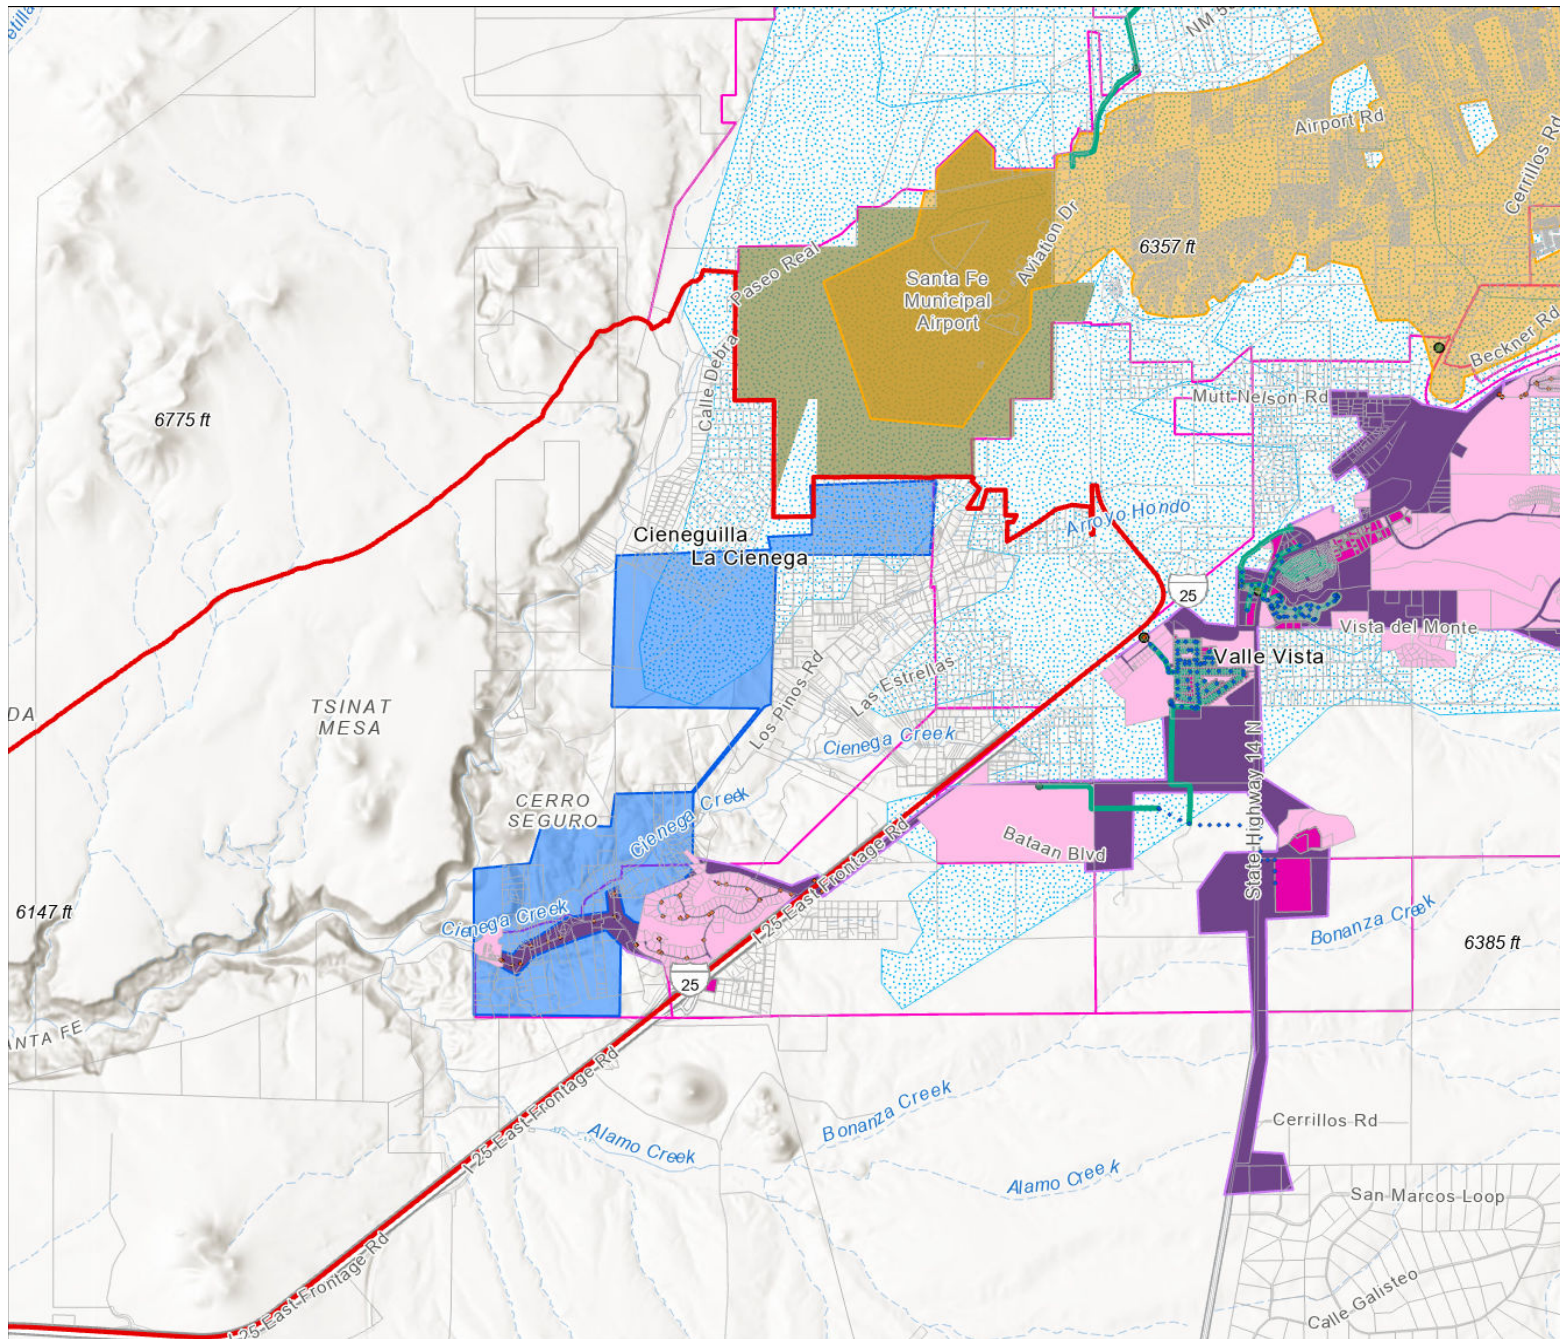 NM 5
Airport Rd
Cerrillos Rd
6357 ft
Aviation Dr
Paseo Real
Santa Fe
Municipal
Airport
Beckner Rd
Calle Debra
Mutt Nelson Rd
6775 ft
Arroyo Hondo
Cieneguilla
La Cienega
25
Vista del Monte
Valle Vista
Los Pinos Rd
Las Estrellas
DA
TSINAT
MESA
Cienega Creek
State Highway 14 N
CERRO
SEGURO
Cienega Creek
Bataan Blvd
I-25-East-Frontage Rd
6147 ft
Cienega Creek
Bonanza Creek
6385 ft
25
ANTA FE
I-25-East-Frontage-Rd
Bonanza Creek
Alamo Creek
Cerrillos Rd
Alamo Creek
San Marcos Loop
I-25-East-Frontage Rd
Calle Galisteo